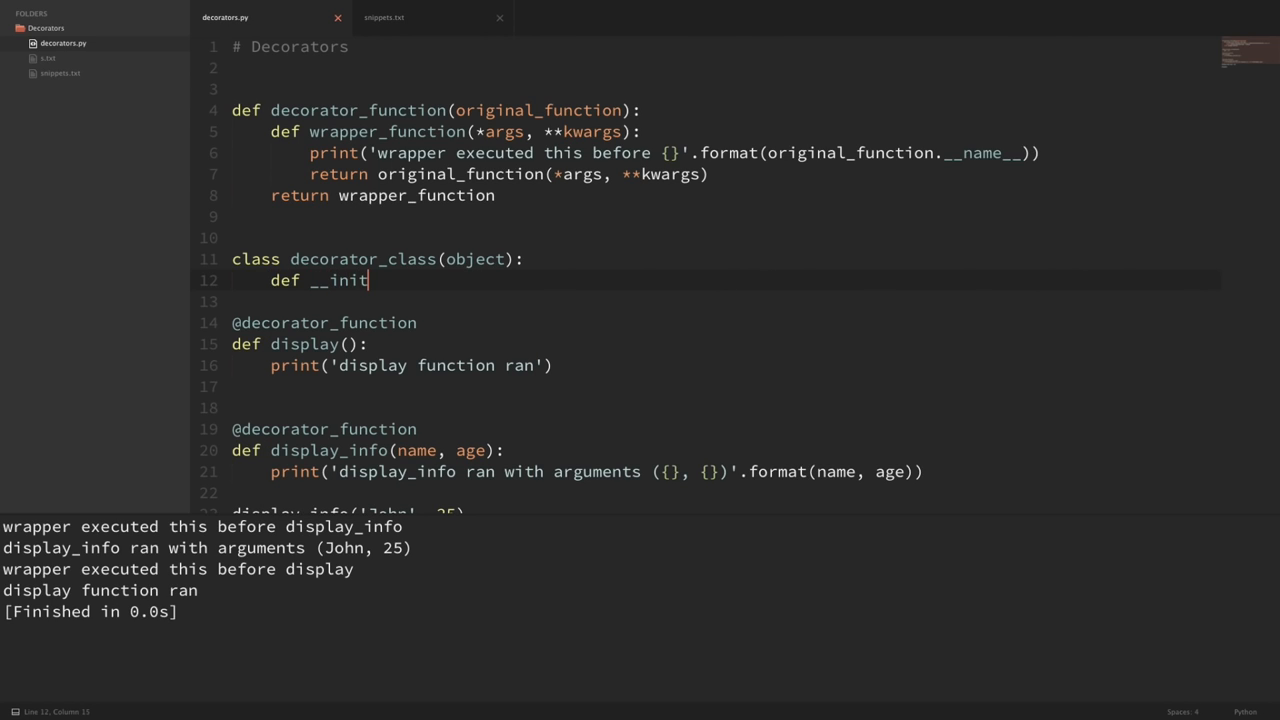 FOLDERS
Decorators
decorators.py
s.txt
snippets.txt
decorators.py
snippets.txt
1 # Decorators
2
3
4 def decorator_function(original_function):
5     def wrapper_function(*args, **kwargs):
6         print('wrapper executed this before {}'.format(original_function.__name__))
7         return original_function(*args, **kwargs)
8     return wrapper_function
9
10
11 class decorator_class(object):
12     def __init
13
14 @decorator_function
15 def display():
16     print('display function ran')
17
18
19 @decorator_function
20 def display_info(name, age):
21     print('display_info ran with arguments ({}, {})'.format(name, age))
22
23 display_info('John', 25)
wrapper executed this before display_info
display_info ran with arguments (John, 25)
wrapper executed this before display
display function ran
[Finished in 0.0s]
Line 12, Column 15
Spaces: 4
Python